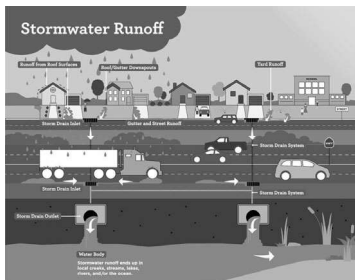 Stormwater Runoff
Runoff from Roof Surfaces
Roof/Gutter Downspouts
Yard Runoff
Storm Drain Inlet
Gutter and Street Runoff
Storm Drain System
Storm Drain Inlet
Storm Drain System
Storm Drain Outlet
Water Body
Stormwater runoff ends up in
local creeks, streams, lakes,
rivers, and/or the ocean.